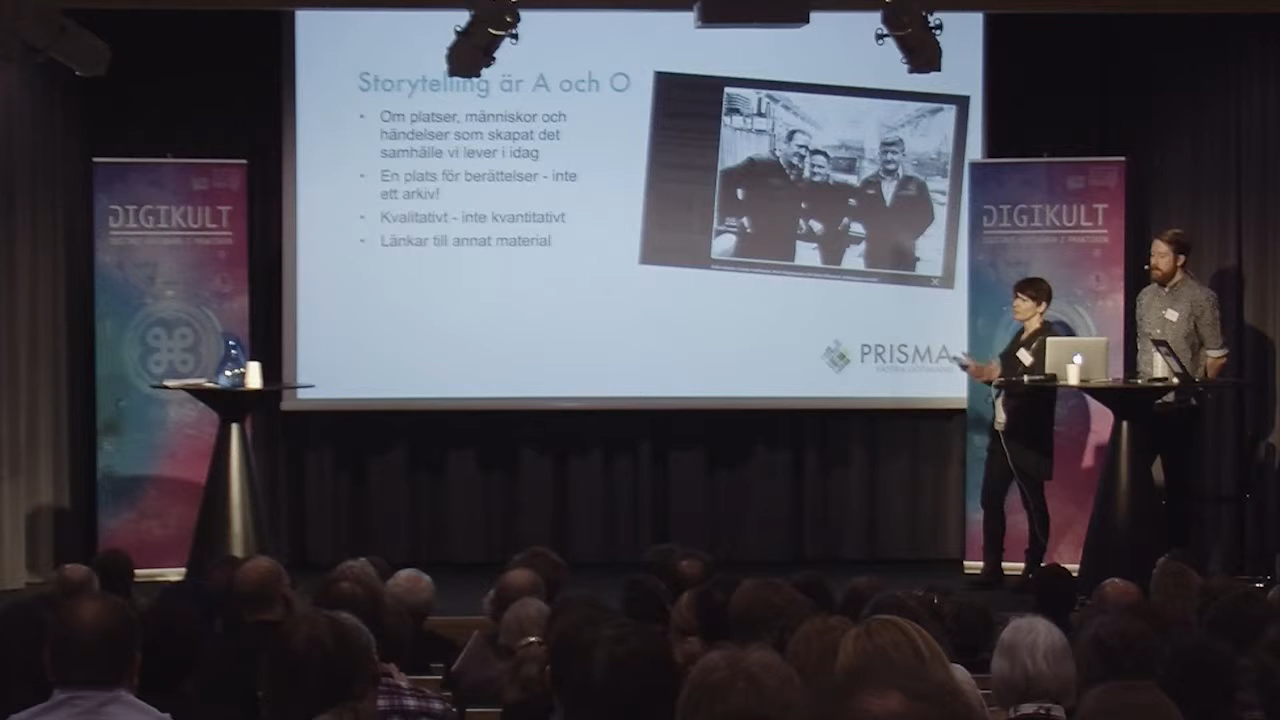 Storytelling är A och O
• Om platser, människor och
händelser som skapat det
samhälle vi lever i idag
• En plats för berättelser - inte
ett arkiv!
• Kvalitativt - inte kvantitativt
• Länkar till annat material
PRISMA
DIGIKULT
DIGIKULT